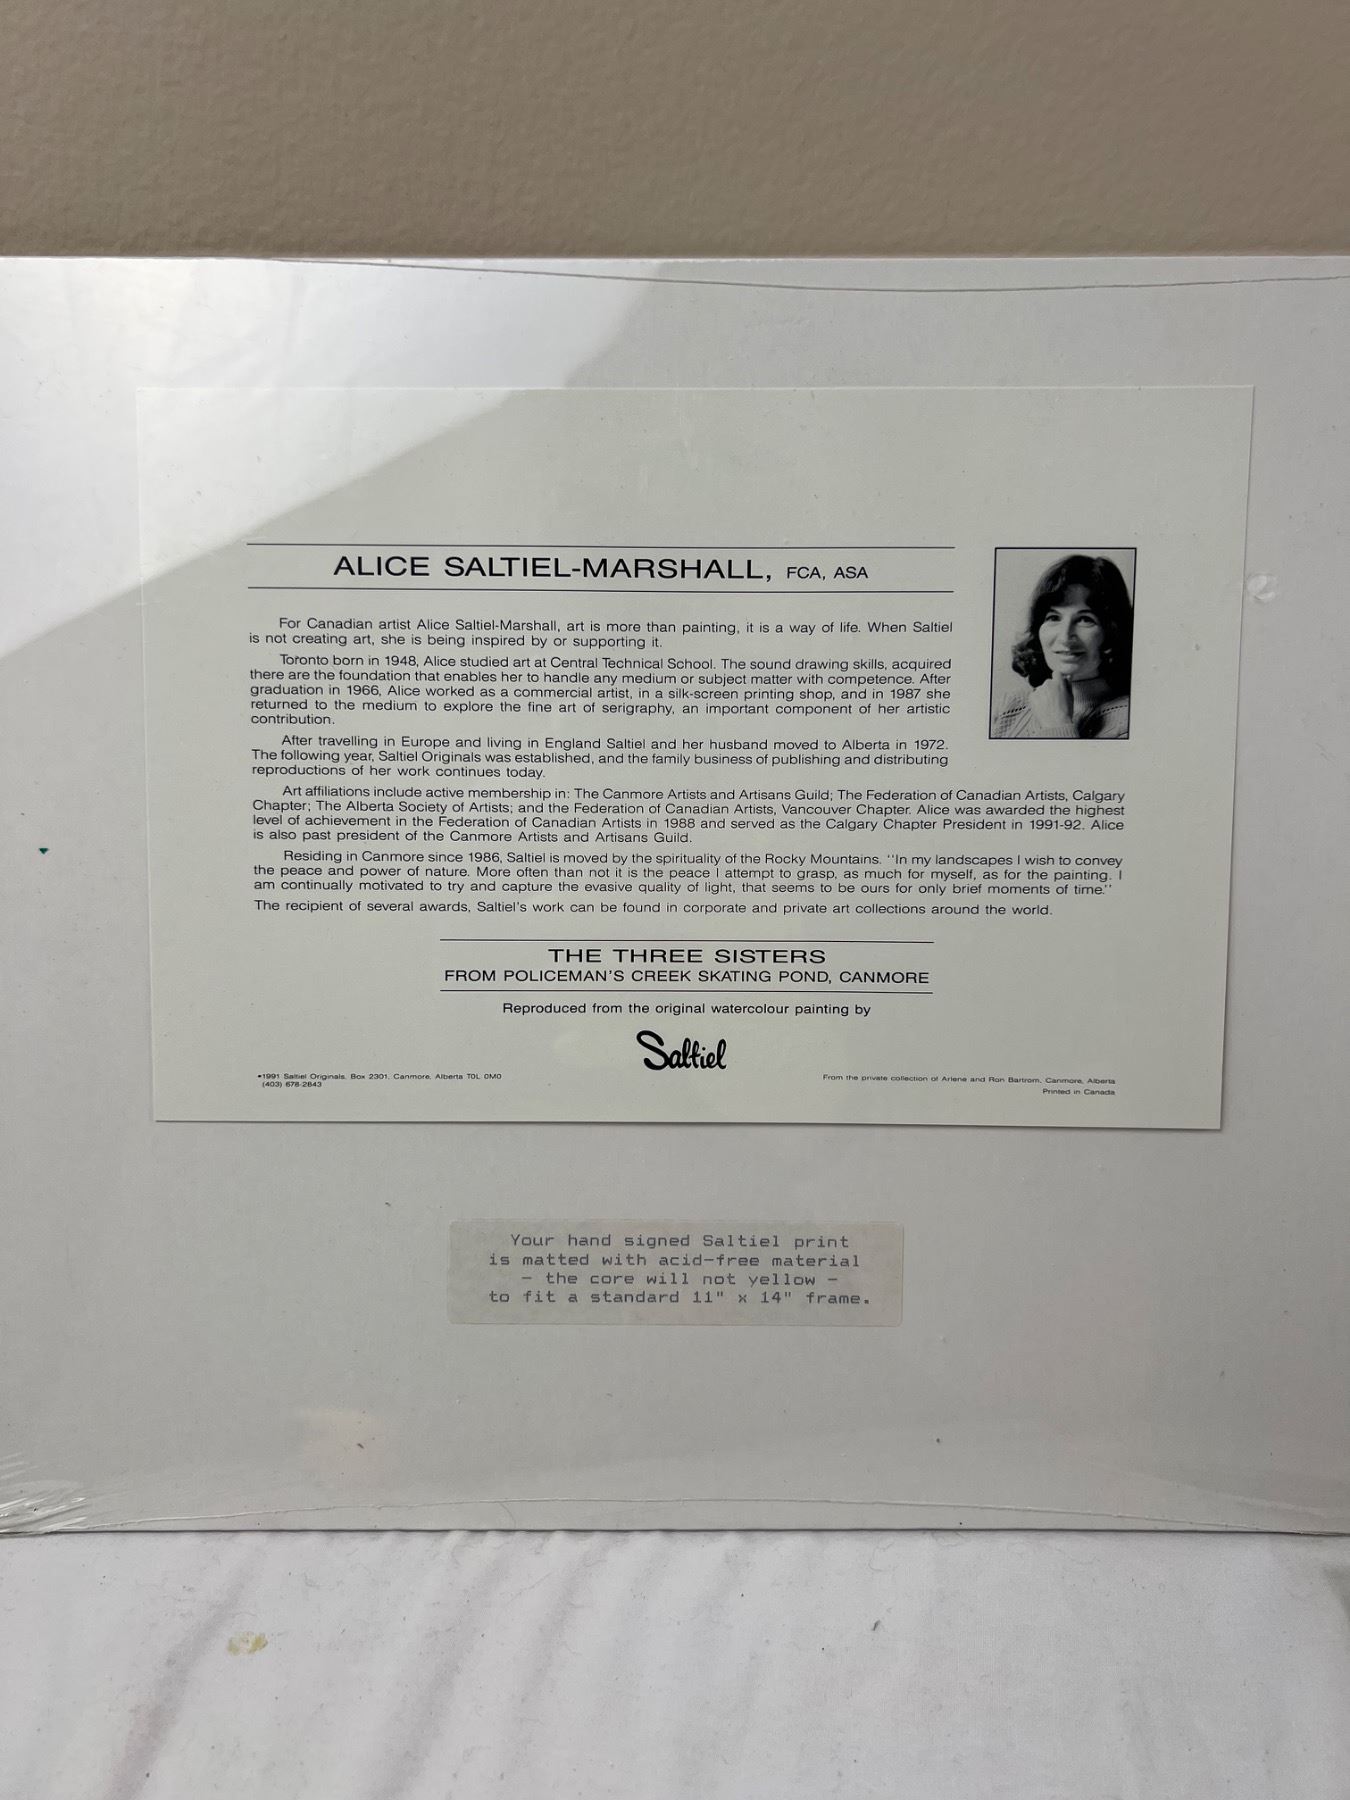 ALICE SALTIEL-MARSHALL, FCA, ASA
For Canadian artist Alice Saltiel-Marshall, art is more than painting, it is a way of life. When Saltiel
is not creating art, she is being inspired by or supporting it.
Toronto born in 1948, Alice studied art at Central Technical School. The sound drawing skills, acquired
there are the foundation that enables her to handle any medium or subject matter with competence. After
graduation in 1966, Alice worked as a commercial artist, in a silk-screen printing shop, and in 1987 she
returned to the medium to explore the fine art of serigraphy, an important component of her artistic
contribution.
After travelling in Europe and living in England Saltiel and her husband moved to Alberta in 1972.
The following year, Saltiel Originals was established, and the family business of publishing and distributing
reproductions of her work continues today.
Art affiliations include active membership in: The Canmore Artists and Artisans Guild; The Federation of Canadian Artists, Calgary
Chapter; The Alberta Society of Artists; and the Federation of Canadian Artists, Vancouver Chapter. Alice was awarded the highest
level of achievement in the Federation of Canadian Artists in 1988 and served as the Calgary Chapter President in 1991-92. Alice
is also past president of the Canmore Artists and Artisans Guild.
Residing in Canmore since 1986, Saltiel is moved by the spirituality of the Rocky Mountains. ''In my landscapes I wish to convey
the peace and power of nature. More often than not it is the peace I attempt to grasp, as much for myself, as for the painting. I
am continually motivated to try and capture the evasive quality of light, that seems to be ours for only brief moments of time.''
The recipient of several awards, Saltiel's work can be found in corporate and private art collections around the world.
THE THREE SISTERS
FROM POLICEMAN'S CREEK SKATING POND, CANMORE
Reproduced from the original watercolour painting by
Saltiel
•1991 Saltiel Originals, Box 2301, Canmore, Alberta T0L 0M0
(403) 678-2843
From the private collection of Arlene and Ron Bartrom, Canmore, Alberta
Printed in Canada
Your hand signed Saltiel print
is matted with acid-free material
- the core will not yellow -
to fit a standard 11" x 14" frame.